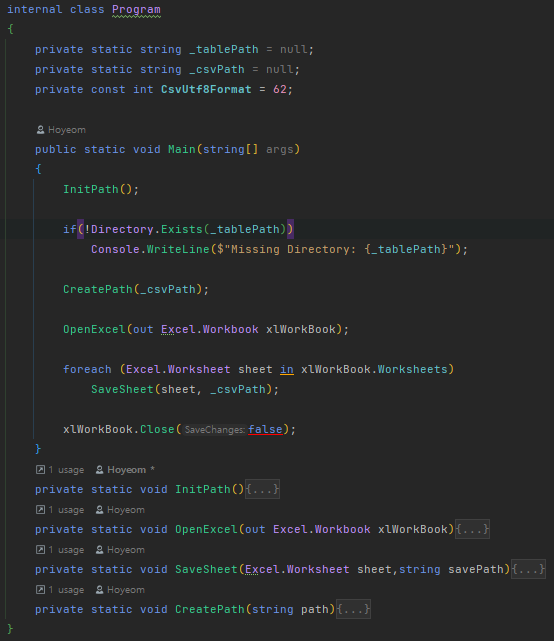 internal class Program
{
    private static string _tablePath = null;
    private static string _csvPath = null;
    private const int CsvUtf8Format = 62;
    Hoyeom
    public static void Main(string[] args)
    {
        InitPath();
        if(!Directory.Exists(_tablePath))
            Console.WriteLine($"Missing Directory: {_tablePath}");
        CreatePath(_csvPath);
        OpenExcel(out Excel.Workbook xlWorkBook);
        foreach (Excel.Worksheet sheet in xlWorkBook.Worksheets)
            SaveSheet(sheet, _csvPath);
        xlWorkBook.Close(SaveChanges:false);
    }
    1 usage Hoyeom *
    private static void InitPath(){...}
    1 usage Hoyeom
    private static void OpenExcel(out Excel.Workbook xlWorkBook){...}
    1 usage Hoyeom
    private static void SaveSheet(Excel.Worksheet sheet,string savePath){...}
    1 usage Hoyeom
    private static void CreatePath(string path){...}
}